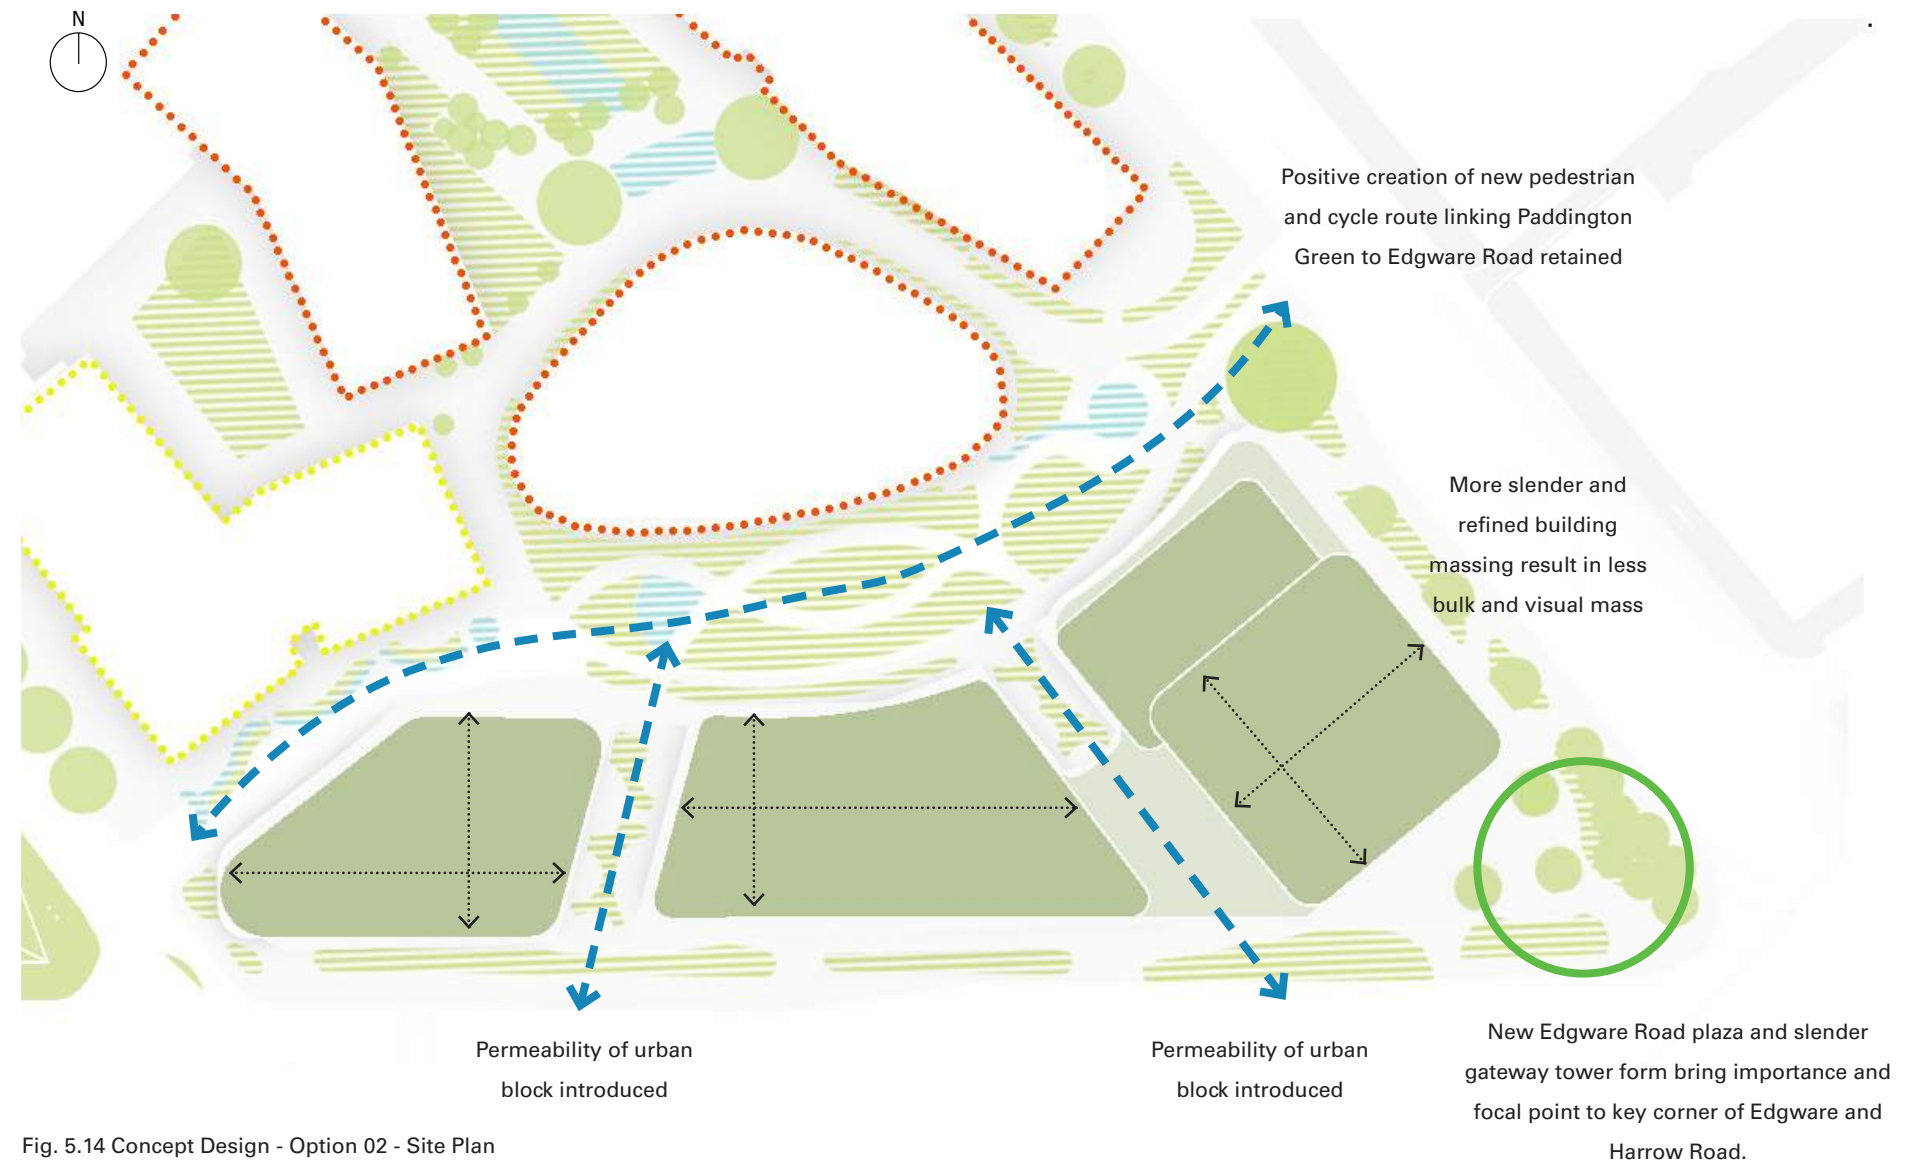 N
Positive creation of new pedestrian
and cycle route linking Paddington
Green to Edgware Road retained
More slender and
refined building
massing result in less
bulk and visual mass
Permeability of urban
block introduced
Permeability of urban
block introduced
New Edgware Road plaza and slender
gateway tower form bring importance and
focal point to key corner of Edgware and
Harrow Road.
Fig. 5.14 Concept Design - Option 02 - Site Plan